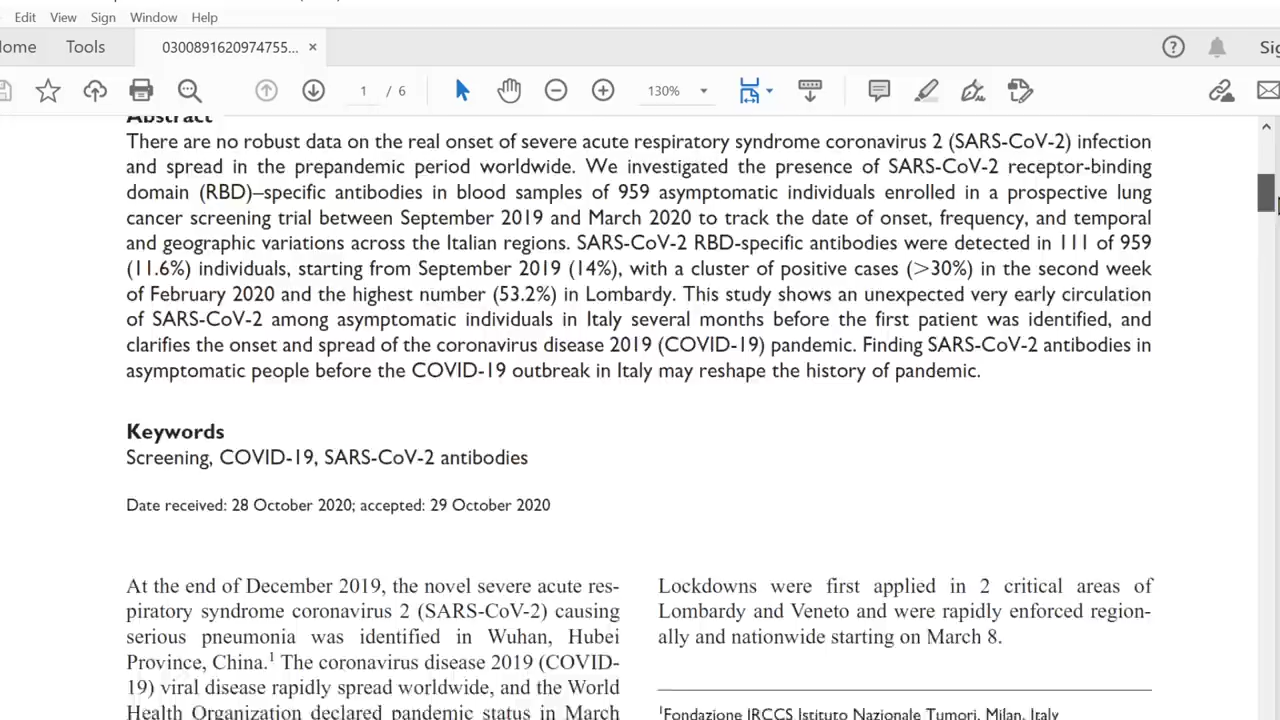 Edit View Sign Window Help
Home Tools 0300891620974755... ×
1 / 6 130%
Abstract
There are no robust data on the real onset of severe acute respiratory syndrome coronavirus 2 (SARS-CoV-2) infection
and spread in the prepandemic period worldwide. We investigated the presence of SARS-CoV-2 receptor-binding
domain (RBD)–specific antibodies in blood samples of 959 asymptomatic individuals enrolled in a prospective lung
cancer screening trial between September 2019 and March 2020 to track the date of onset, frequency, and temporal
and geographic variations across the Italian regions. SARS-CoV-2 RBD-specific antibodies were detected in 111 of 959
(11.6%) individuals, starting from September 2019 (14%), with a cluster of positive cases (>30%) in the second week
of February 2020 and the highest number (53.2%) in Lombardy. This study shows an unexpected very early circulation
of SARS-CoV-2 among asymptomatic individuals in Italy several months before the first patient was identified, and
clarifies the onset and spread of the coronavirus disease 2019 (COVID-19) pandemic. Finding SARS-CoV-2 antibodies in
asymptomatic people before the COVID-19 outbreak in Italy may reshape the history of pandemic.
Keywords
Screening, COVID-19, SARS-CoV-2 antibodies
Date received: 28 October 2020; accepted: 29 October 2020
At the end of December 2019, the novel severe acute res-
piratory syndrome coronavirus 2 (SARS-CoV-2) causing
serious pneumonia was identified in Wuhan, Hubei
Province, China.1 The coronavirus disease 2019 (COVID-
19) viral disease rapidly spread worldwide, and the World
Health Organization declared pandemic status in March
Lockdowns were first applied in 2 critical areas of
Lombardy and Veneto and were rapidly enforced region-
ally and nationwide starting on March 8.
1Fondazione IRCCS Istituto Nazionale Tumori, Milan, Italy